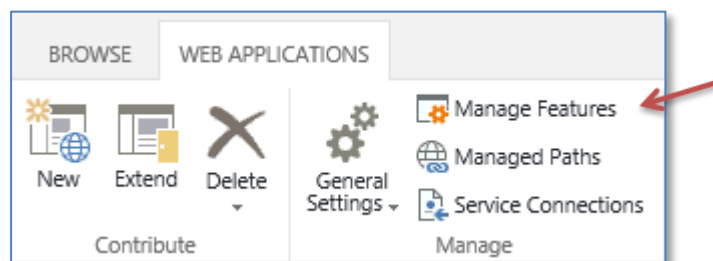 BROWSE
WEB APPLICATIONS
New
Extend
Delete
General
Settings
Manage Features
Managed Paths
Service Connections
Contribute
Manage